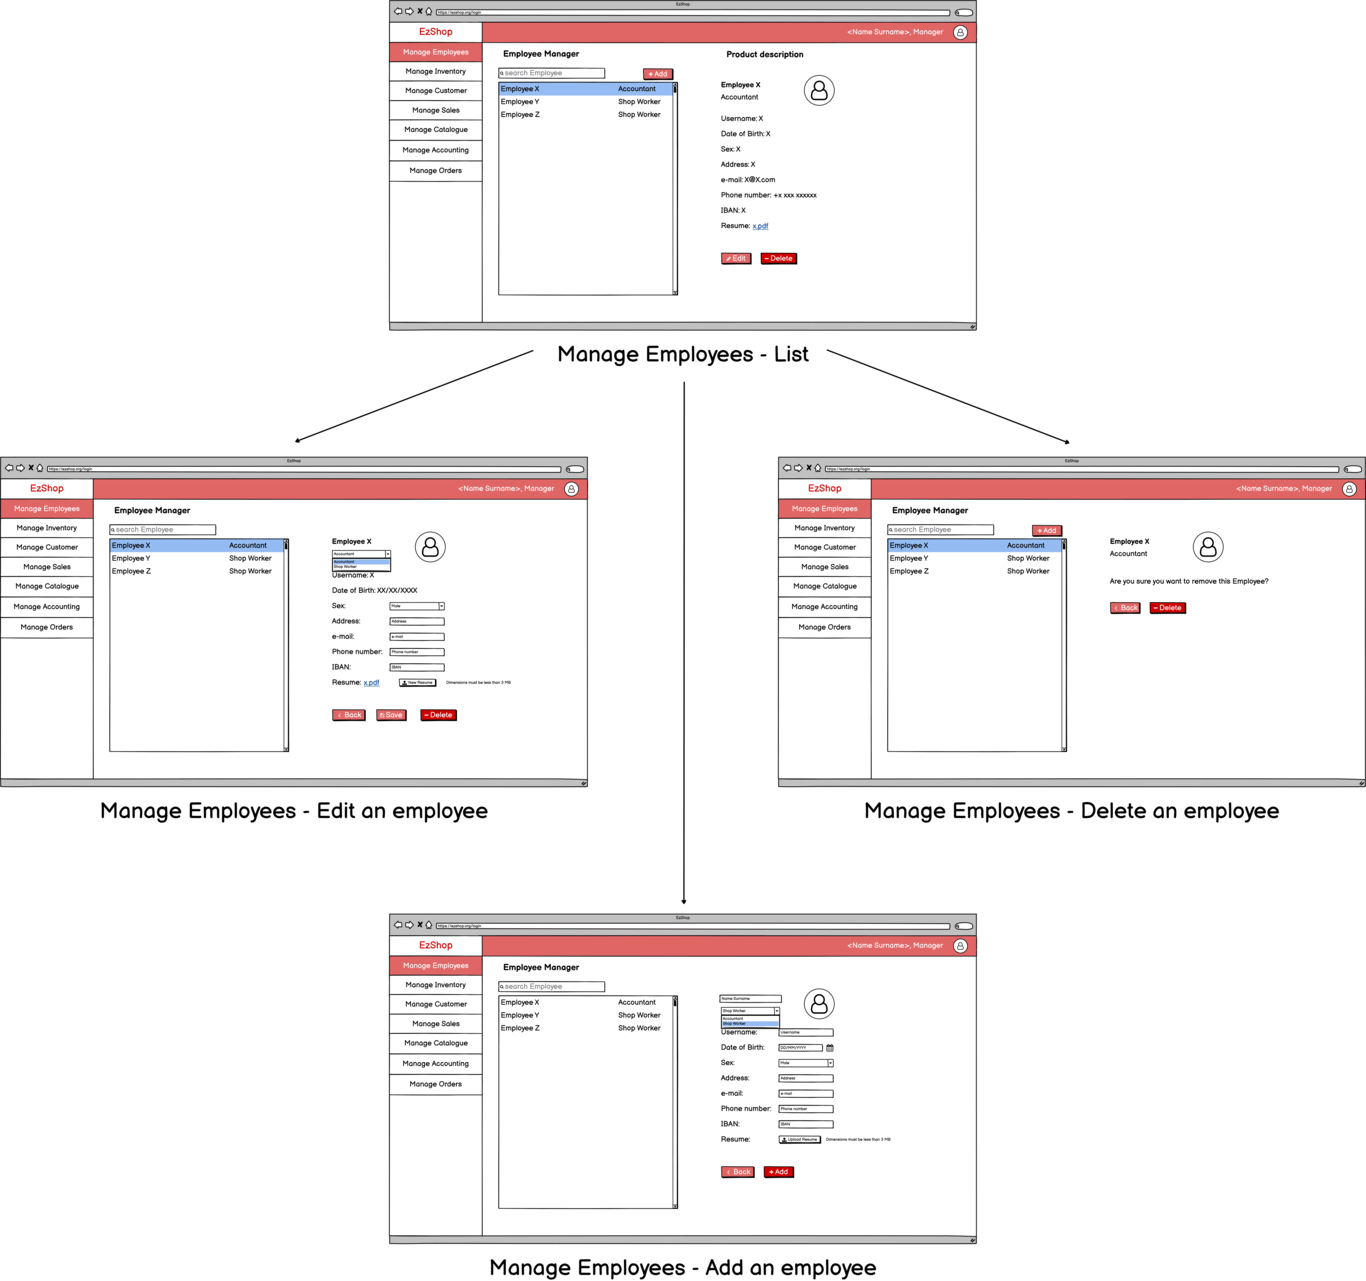 EzShop
https://ezshop.org/login
EzShop
<Name Surname>, Manager
Manage Employees
Manage Inventory
Manage Customer
Manage Sales
Manage Catalogue
Manage Accounting
Manage Orders
Employee Manager
search Employee
+ Add
Employee X Accountant
Employee Y Shop Worker
Employee Z Shop Worker
Product description
Employee X
Accountant
Username: X
Date of Birth: X
Sex: X
Address: X
e-mail: X@X.com
Phone number: +x xxx xxxxxx
IBAN: X
Resume: x.pdf
Edit
Delete
Manage Employees - List
EzShop
https://ezshop.org/login
EzShop
<Name Surname>, Manager
Manage Employees
Manage Inventory
Manage Customer
Manage Sales
Manage Catalogue
Manage Accounting
Manage Orders
Employee Manager
search Employee
Employee X Accountant
Employee Y Shop Worker
Employee Z Shop Worker
Employee X
Accountant
Accountant
Shop Worker
Username: X
Date of Birth: XX/XX/XXXX
Sex: Male
Address: Address
e-mail: e-mail
Phone number: Phone number
IBAN: IBAN
Resume: x.pdf New Resume Dimensions must be less than 3 MB
< Back
Save
Delete
Manage Employees - Edit an employee
EzShop
https://ezshop.org/login
EzShop
<Name Surname>, Manager
Manage Employees
Manage Inventory
Manage Customer
Manage Sales
Manage Catalogue
Manage Accounting
Manage Orders
Employee Manager
search Employee
+ Add
Employee X Accountant
Employee Y Shop Worker
Employee Z Shop Worker
Employee X
Accountant
Are you sure you want to remove this Employee?
< Back
Delete
Manage Employees - Delete an employee
EzShop
https://ezshop.org/login
EzShop
<Name Surname>, Manager
Manage Employees
Manage Inventory
Manage Customer
Manage Sales
Manage Catalogue
Manage Accounting
Manage Orders
Employee Manager
search Employee
Employee X Accountant
Employee Y Shop Worker
Employee Z Shop Worker
Name Surname
Shop Worker
Accountant
Shop Worker
Username: Username
Date of Birth: DD/MM/YYYY
Sex: Male
Address: Address
e-mail: e-mail
Phone number: Phone number
IBAN: IBAN
Resume: Upload Resume Dimensions must be less than 3 MB
< Back
+ Add
Manage Employees - Add an employee